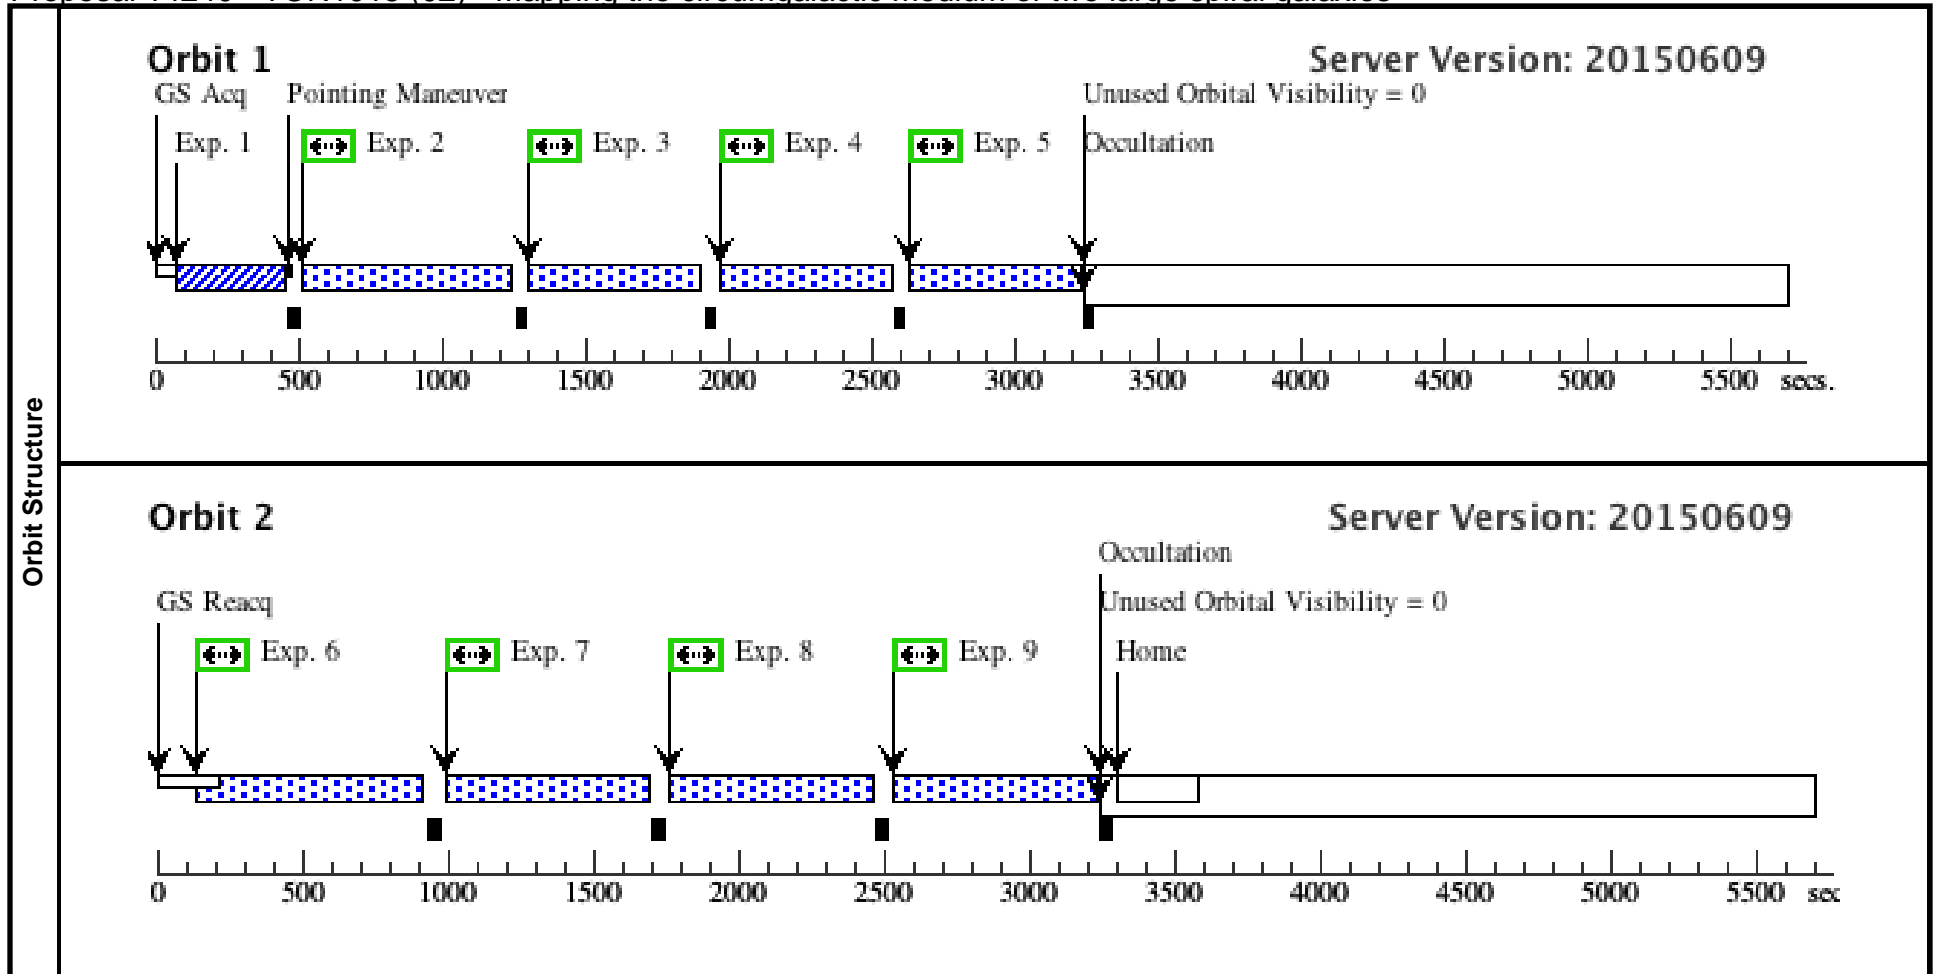 Orbit Structure
Orbit 1
Server Version: 20150609
GS Acq Pointing Maneuver Unused Orbital Visibility = 0
Exp. 1 Exp. 2 Exp. 3 Exp. 4 Exp. 5 Occultation
0 500 1000 1500 2000 2500 3000 3500 4000 4500 5000 5500 secs.
Orbit 2
Server Version: 20150609
Occultation
GS Reacq Unused Orbital Visibility = 0
Exp. 6 Exp. 7 Exp. 8 Exp. 9 Home
0 500 1000 1500 2000 2500 3000 3500 4000 4500 5000 5500 sec